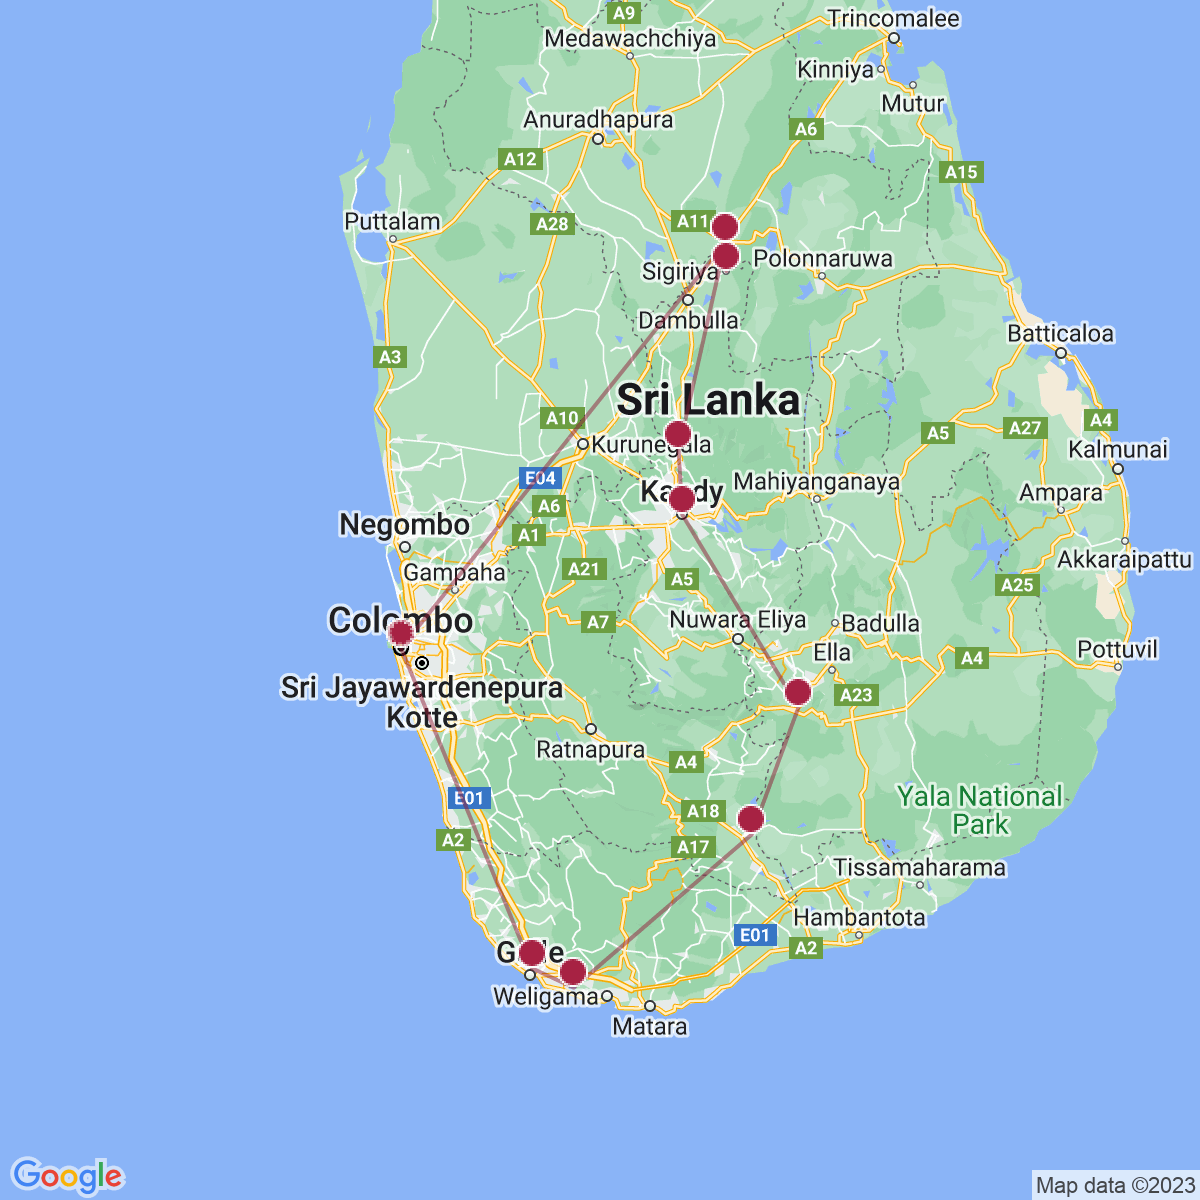 A9
Trincomalee
Medawachchiya
Kinniya
Mutur
Anuradhapura
A6
A12
A15
Puttalam
A28
A11
Sigiriya
Polonnaruwa
Dambulla
Batticaloa
A3
Sri Lanka
A10
A4
A27
A5
Kurunegala
Kalmunai
E04
Kandy
Mahiyanganaya
Ampara
A6
Negombo
A1
Akkaraipattu
Gampaha
A21
A5
A25
Colombo
A7
Nuwara Eliya
Badulla
Ella
A4
Pottuvil
Sri Jayawardenepura
Kotte
A23
Ratnapura
A4
E01
A18
Yala National
Park
A2
A17
Tissamaharama
Hambantota
E01
A2
Galle
Weligama
Matara
Google
Map data ©2023